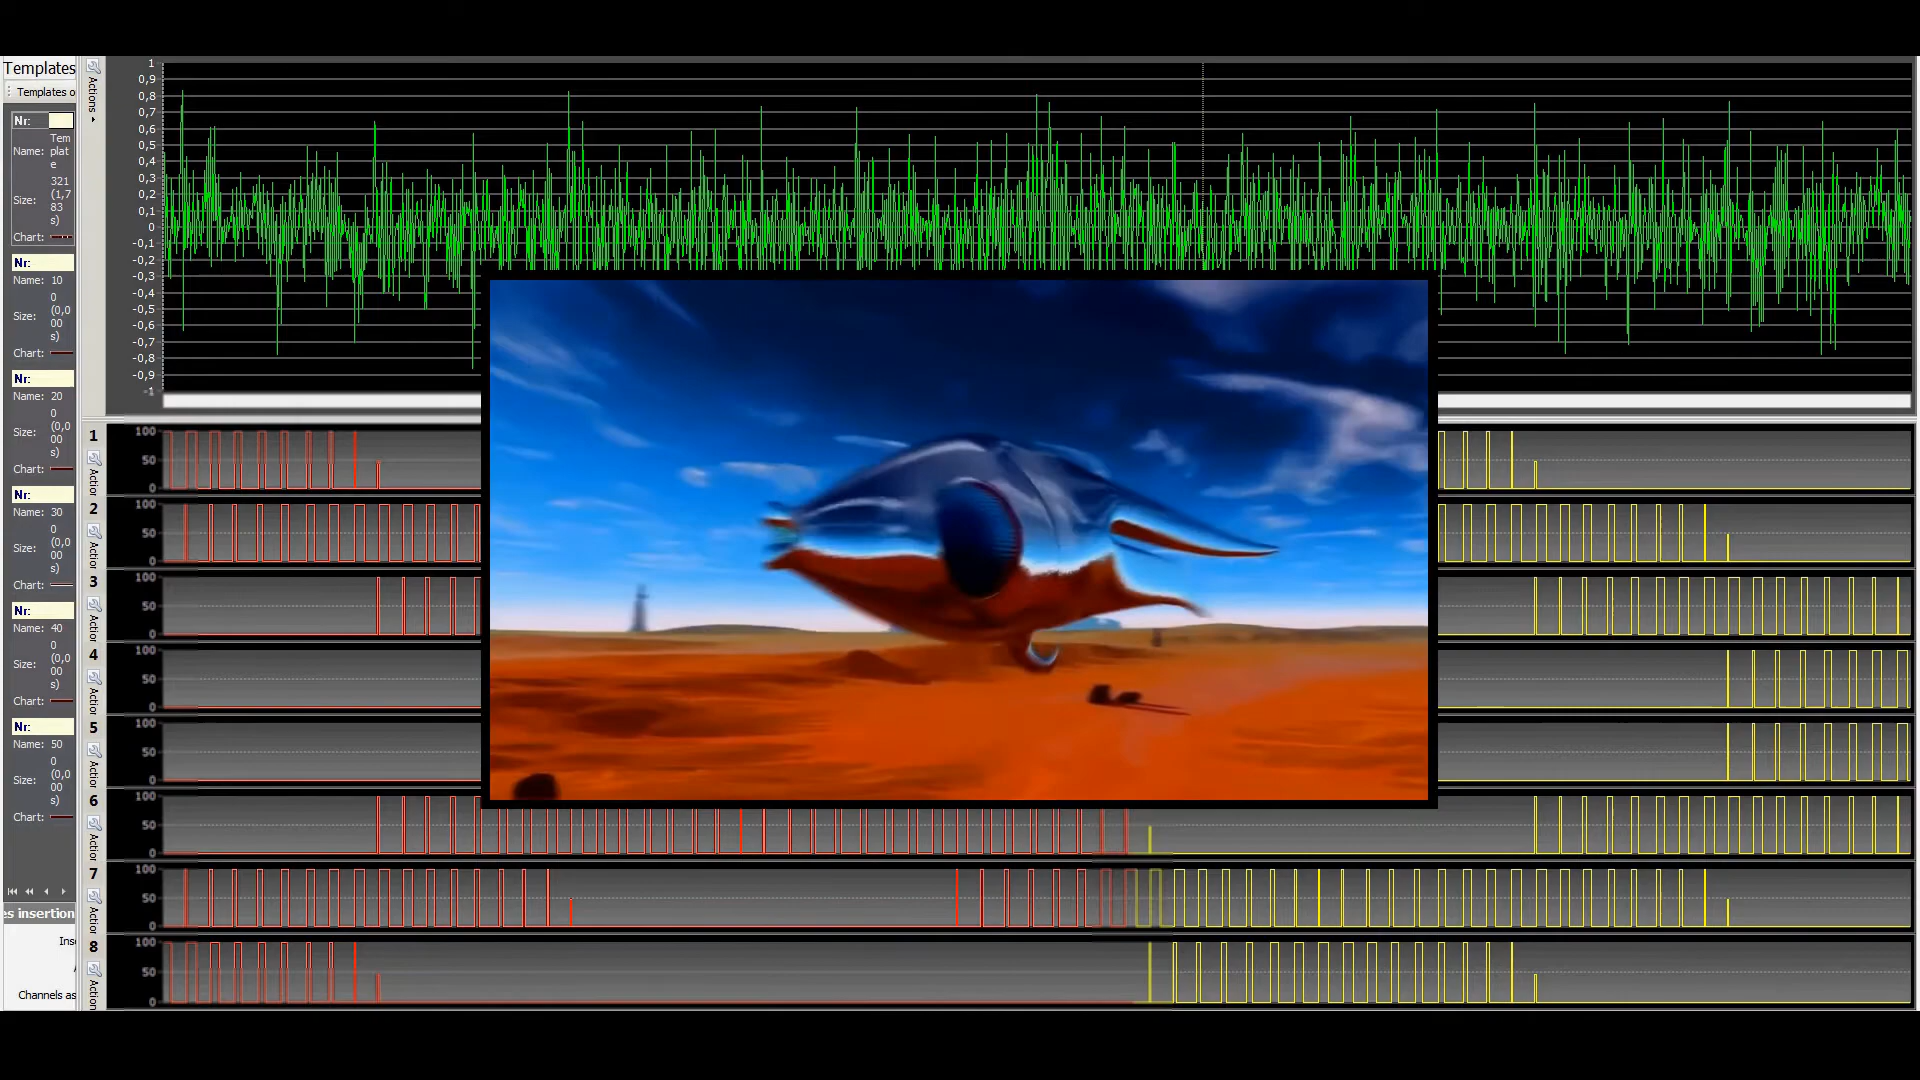 Templates
Templates o
Nr:
Name: Tem
plat
e
Size: 321
(1,7
83
s)
Chart:
Nr:
Name: 10
Size: 0
(0,0
00
s)
Chart:
Nr:
Name: 20
Size: 0
(0,0
00
s)
Chart:
Nr:
Name: 30
Size: 0
(0,0
00
s)
Chart:
Nr:
Name: 40
Size: 0
(0,0
00
s)
Chart:
Nr:
Name: 50
Size: 0
(0,0
00
s)
Chart:
es insertion
Inse
Channels as
Actions
1
0,9
0,8
0,7
0,6
0,5
0,4
0,3
0,2
0,1
0
-0,1
-0,2
-0,3
-0,4
-0,5
-0,6
-0,7
-0,8
-0,9
-1
1
Action
100
50
0
2
Action
100
50
0
3
Action
100
50
0
4
Action
100
50
0
5
Action
100
50
0
6
Action
100
50
0
7
Action
100
50
0
8
Action
100
50
0